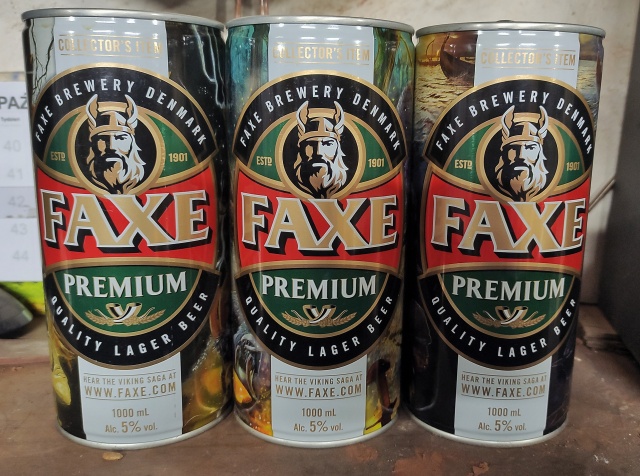 COLLECTOR'S ITEM
FAXE BREWERY DENMARK
ESTD 1901
FAXE
PREMIUM
QUALITY LAGER BEER
HEAR THE VIKING SAGA AT
WWW.FAXE.COM
1000 mL
Alc. 5% vol.
COLLECTOR'S ITEM
FAXE BREWERY DENMARK
ESTD 1901
FAXE
PREMIUM
QUALITY LAGER BEER
HEAR THE VIKING SAGA AT
WWW.FAXE.COM
1000 mL
Alc. 5% vol.
COLLECTOR'S ITEM
FAXE BREWERY DENMARK
ESTD 1901
FAXE
PREMIUM
QUALITY LAGER BEER
HEAR THE VIKING SAGA AT
WWW.FAXE.COM
1000 mL
Alc. 5% vol.
40
41
42
43
44